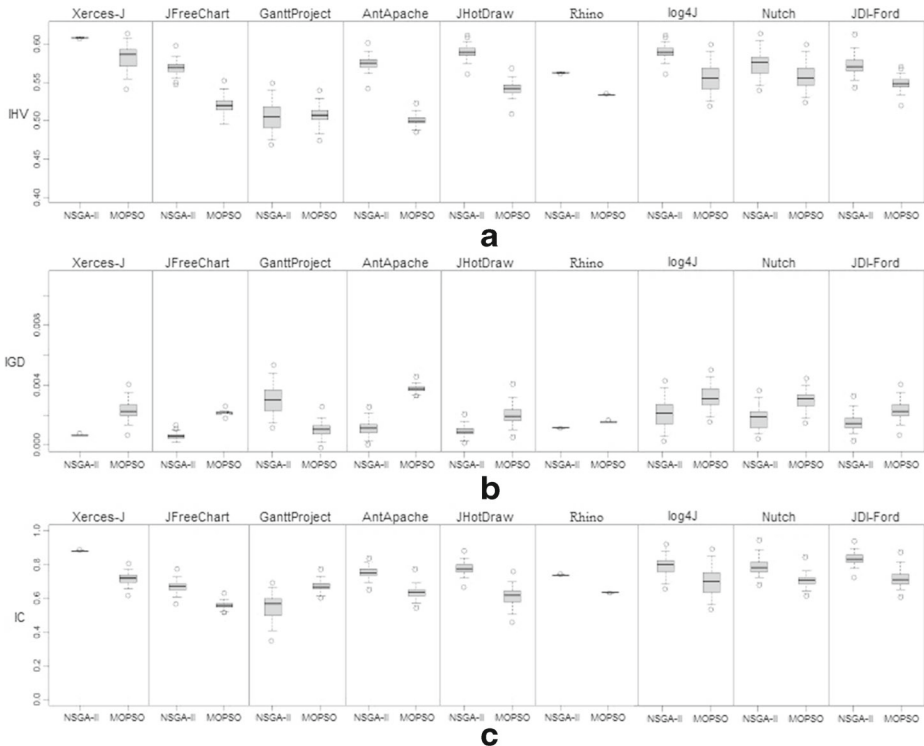 Xerces-J JFreeChart GanttProject AntApache JHotDraw Rhino log4J Nutch JDI-Ford
0.60
0.55
IHV
0.50
0.45
0.40
NSGA-II MOPSO NSGA-II MOPSO NSGA-II MOPSO NSGA-II MOPSO NSGA-II MOPSO NSGA-II MOPSO NSGA-II MOPSO NSGA-II MOPSO NSGA-II MOPSO
a
Xerces-J JFreeChart GanttProject AntApache JHotDraw Rhino log4J Nutch JDI-Ford
0.008
IGD
0.004
0.000
NSGA-II MOPSO NSGA-II MOPSO NSGA-II MOPSO NSGA-II MOPSO NSGA-II MOPSO NSGA-II MOPSO NSGA-II MOPSO NSGA-II MOPSO NSGA-II MOPSO
b
Xerces-J JFreeChart GanttProject AntApache JHotDraw Rhino log4J Nutch JDI-Ford
1.0
0.8
0.6
IC
0.4
0.2
0.0
NSGA-II MOPSO NSGA-II MOPSO NSGA-II MOPSO NSGA-II MOPSO NSGA-II MOPSO NSGA-II MOPSO NSGA-II MOPSO NSGA-II MOPSO NSGA-II MOPSO
c